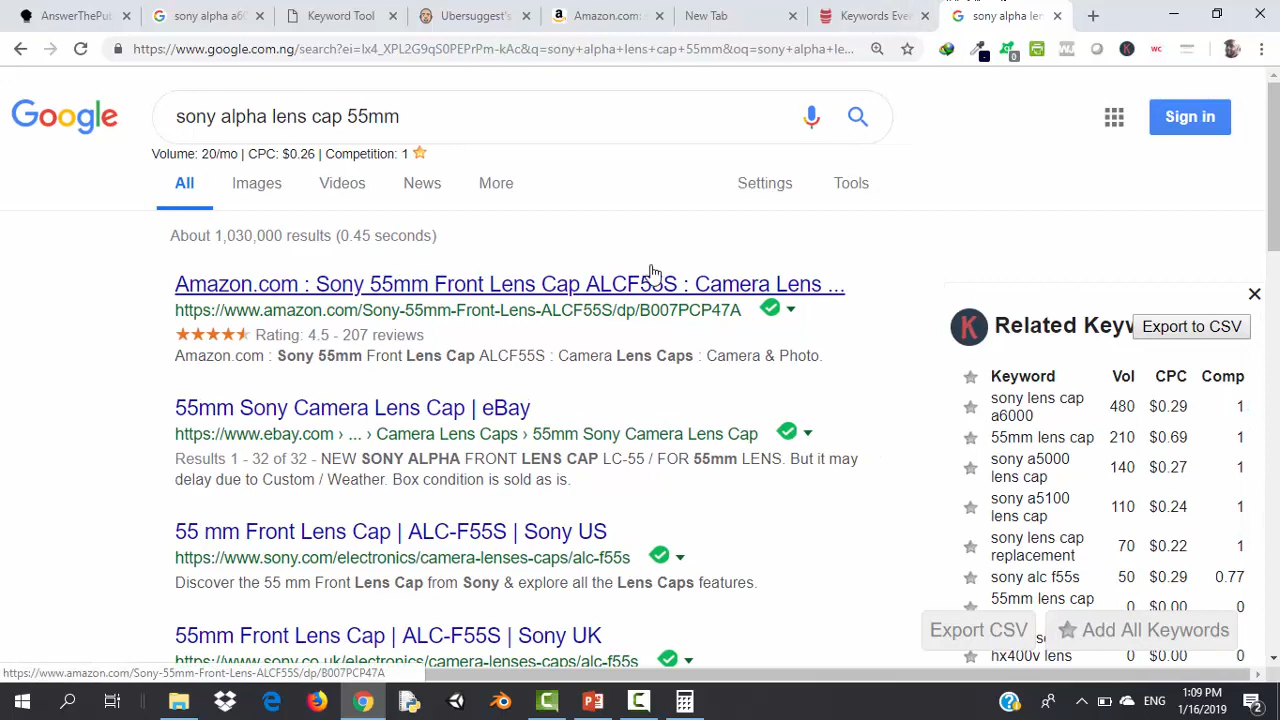 AnswerThePub
sony alpha a60
Keyword Tool
Ubersuggest's
Amazon.com:
New Tab
Keywords Eve
sony alpha len
https://www.google.com.ng/search?ei=Ix4_XPL2G9qS0PEPrPm-kAc&q=sony+alpha+lens+cap+55mm&oq=sony+alpha+le...
0
WJ
K
WC
Google
sony alpha lens cap 55mm
Sign in
Volume: 20/mo | CPC: $0.26 | Competition: 1
All
Images
Videos
News
More
Settings
Tools
About 1,030,000 results (0.45 seconds)
Amazon.com : Sony 55mm Front Lens Cap ALCF55S : Camera Lens ...
https://www.amazon.com/Sony-55mm-Front-Lens-ALCF55S/dp/B007PCP47A
Rating: 4.5 - 207 reviews
Amazon.com : Sony 55mm Front Lens Cap ALCF55S : Camera Lens Caps : Camera & Photo.
55mm Sony Camera Lens Cap | eBay
https://www.ebay.com › ... › Camera Lens Caps › 55mm Sony Camera Lens Cap
Results 1 - 32 of 32 - NEW SONY ALPHA FRONT LENS CAP LC-55 / FOR 55mm LENS. But it may
delay due to Custom / Weather. Box condition is sold as is.
55 mm Front Lens Cap | ALC-F55S | Sony US
https://www.sony.com/electronics/camera-lenses-caps/alc-f55s
Discover the 55 mm Front Lens Cap from Sony & explore all the Lens Caps features.
55mm Front Lens Cap | ALC-F55S | Sony UK
https://www.sony.co.uk/electronics/camera-lenses-caps/alc-f55s
K Related Keyw
Export to CSV
Keyword Vol CPC Comp
sony lens cap
a6000 480 $0.29 1
55mm lens cap 210 $0.69 1
sony a5000
lens cap 140 $0.27 1
sony a5100
lens cap 110 $0.24 1
sony lens cap
replacement 70 $0.22 1
sony alc f55s 50 $0.29 0.77
55mm lens cap 0 $0.00 0
Export CSV
Add All Keywords
hx400v lens 0 $0.00 0
https://www.amazon.com/Sony-55mm-Front-Lens-ALCF55S/dp/B007PCP47A
ENG
1:09 PM
1/16/2019
2